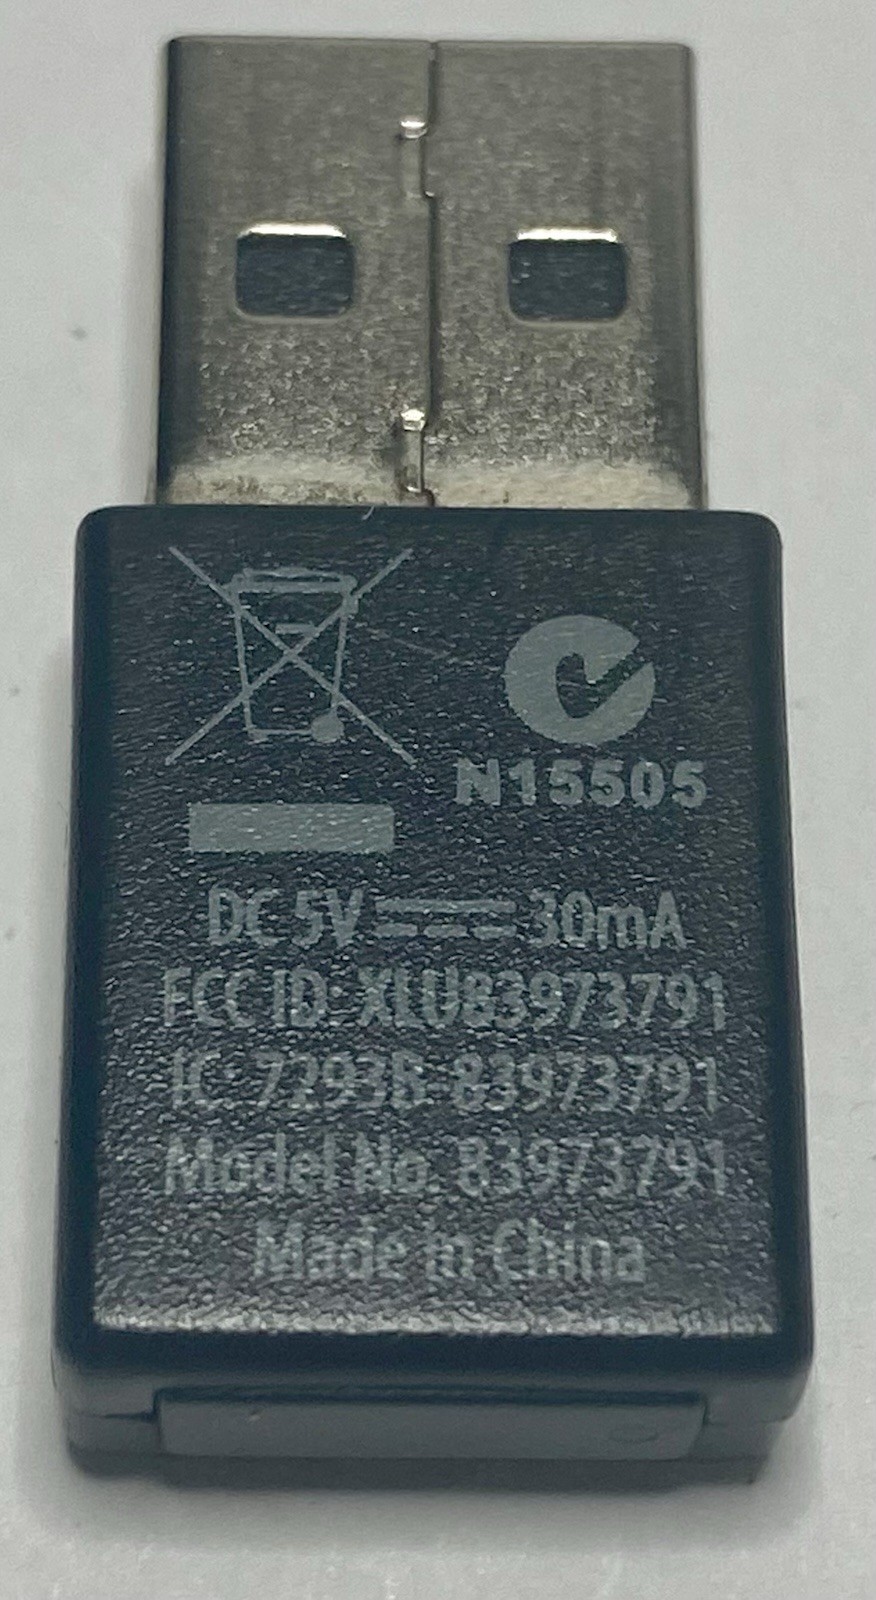 N15505
DC 5V 30mA
FCC ID: XLU83973791
IC: 7293B-83973791
Model No. 83973791
Made in China